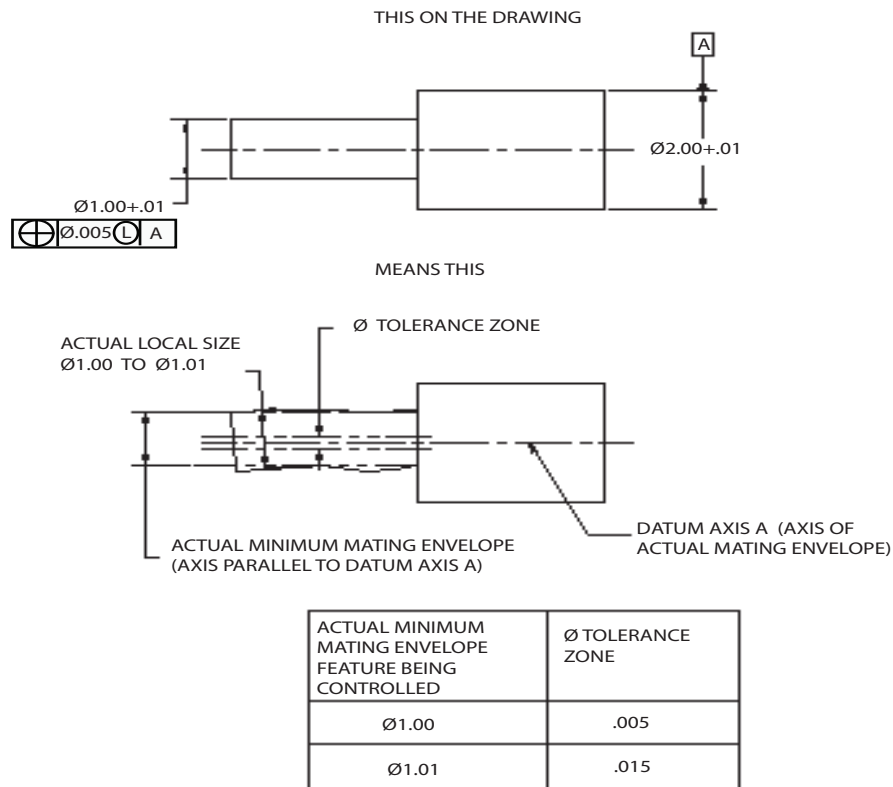 THIS ON THE DRAWING
A
Ø2.00+.01
Ø1.00+.01
Ø.005 Ⓛ A
MEANS THIS
Ø TOLERANCE ZONE
ACTUAL LOCAL SIZE
Ø1.00 TO Ø1.01
DATUM AXIS A (AXIS OF
ACTUAL MATING ENVELOPE)
ACTUAL MINIMUM MATING ENVELOPE
(AXIS PARALLEL TO DATUM AXIS A)
ACTUAL MINIMUM
MATING ENVELOPE
FEATURE BEING
CONTROLLED
Ø TOLERANCE
ZONE
Ø1.00 .005
Ø1.01 .015